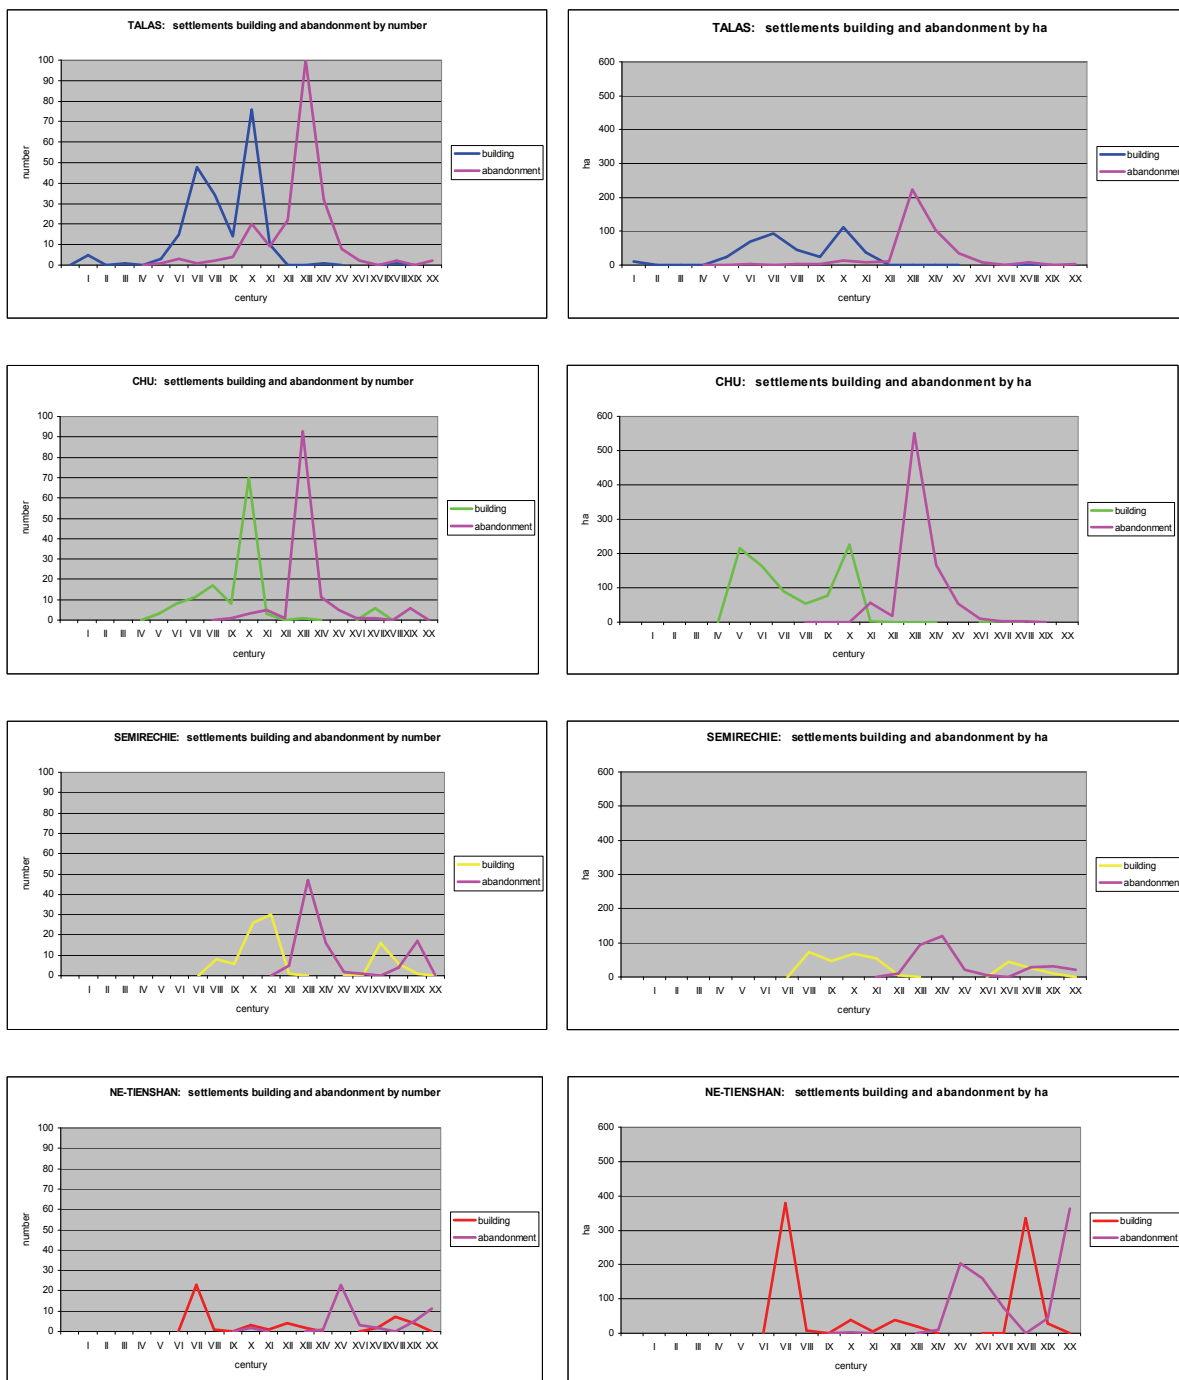 TALAS: settlements building and abandonment by number
100
90
80
70
60
50
40
30
20
10
0
number
I II III IV V VI VII VIII IX X XI XII XIII XIV XV XVI XVII XVIII XIX XX
century
building
abandonment
TALAS: settlements building and abandonment by ha
600
500
400
300
200
100
0
ha
I II III IV V VI VII VIII IX X XI XII XIII XIV XV XVI XVII XVIII XIX XX
century
building
abandonment
CHU: settlements building and abandonment by number
100
90
80
70
60
50
40
30
20
10
0
number
I II III IV V VI VII VIII IX X XI XII XIII XIV XV XVI XVII XVIII XIX XX
century
building
abandonment
CHU: settlements building and abandonment by ha
600
500
400
300
200
100
0
ha
I II III IV V VI VII VIII IX X XI XII XIII XIV XV XVI XVII XVIII XIX XX
century
building
abandonment
SEMIRECHIE: settlements building and abandonment by number
100
90
80
70
60
50
40
30
20
10
0
number
I II III IV V VI VII VIII IX X XI XII XIII XIV XV XVI XVII XVIII XIX XX
century
building
abandonment
SEMIRECHIE: settlements building and abandonment by ha
600
500
400
300
200
100
0
ha
I II III IV V VI VII VIII IX X XI XII XIII XIV XV XVI XVII XVIII XIX XX
century
building
abandonment
NE-TIENSHAN: settlements building and abandonment by number
100
90
80
70
60
50
40
30
20
10
0
number
I II III IV V VI VII VIII IX X XI XII XIII XIV XV XVI XVII XVIII XIX XX
century
building
abandonment
NE-TIENSHAN: settlements building and abandonment by ha
600
500
400
300
200
100
0
ha
I II III IV V VI VII VIII IX X XI XII XIII XIV XV XVI XVII XVIII XIX XX
century
building
abandonment